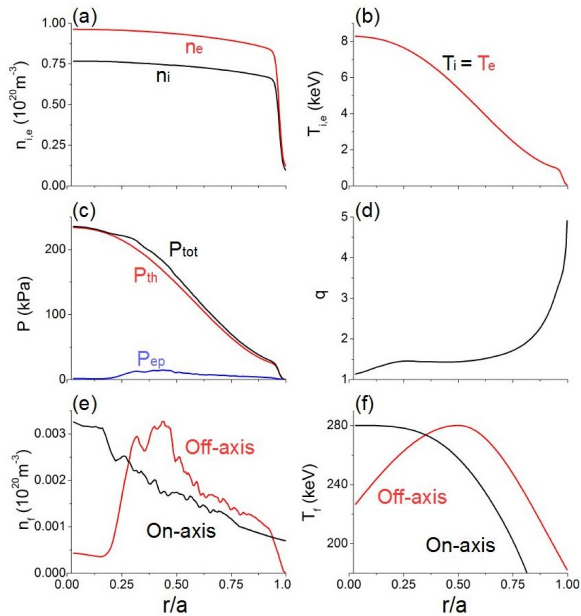 (a)
1.00
0.75
0.50
0.25
0.00
n_i,e (10^20 m^-3)
n_e
n_i
(b)
8
6
4
2
0
T_i,e (keV)
T_i = T_e
(c)
200
100
0
P (kPa)
P_tot
P_th
P_ep
(d)
5
4
3
2
1
q
(e)
0.003
0.002
0.001
0.000
n_f (10^20 m^-3)
Off-axis
On-axis
0.00 0.25 0.50 0.75 1.00
r/a
(f)
280
240
200
T_f (keV)
Off-axis
On-axis
0.00 0.25 0.50 0.75 1.00
r/a